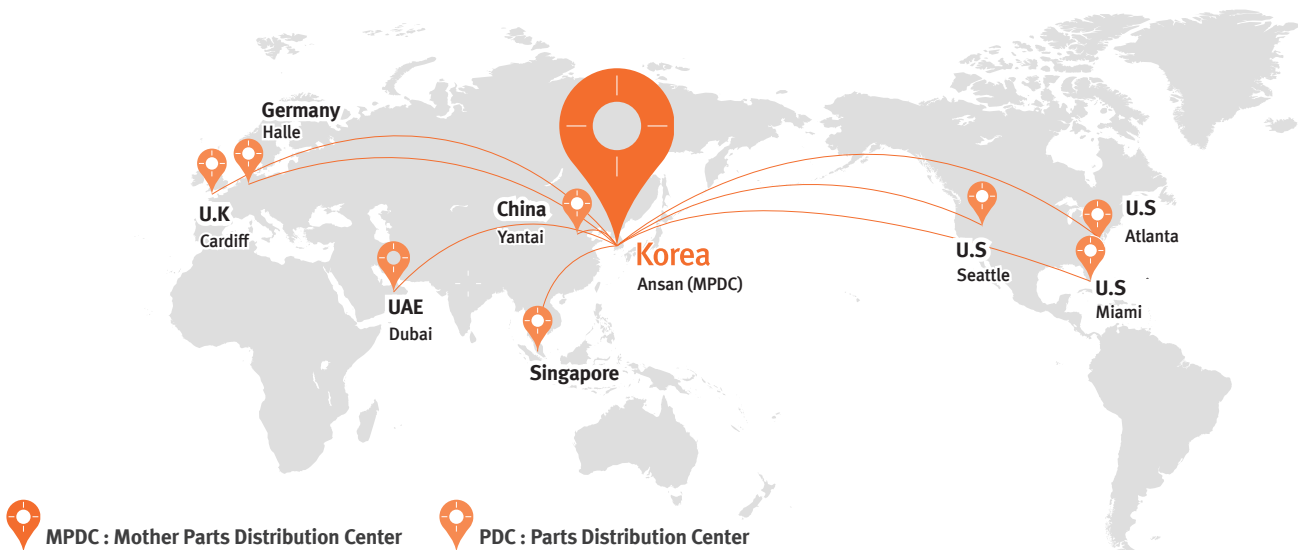 Germany
Halle
U.K
Cardiff
China
Yantai
UAE
Dubai
Singapore
Korea
Ansan (MPDC)
U.S
Seattle
U.S
Atlanta
U.S
Miami
MPDC : Mother Parts Distribution Center
PDC : Parts Distribution Center